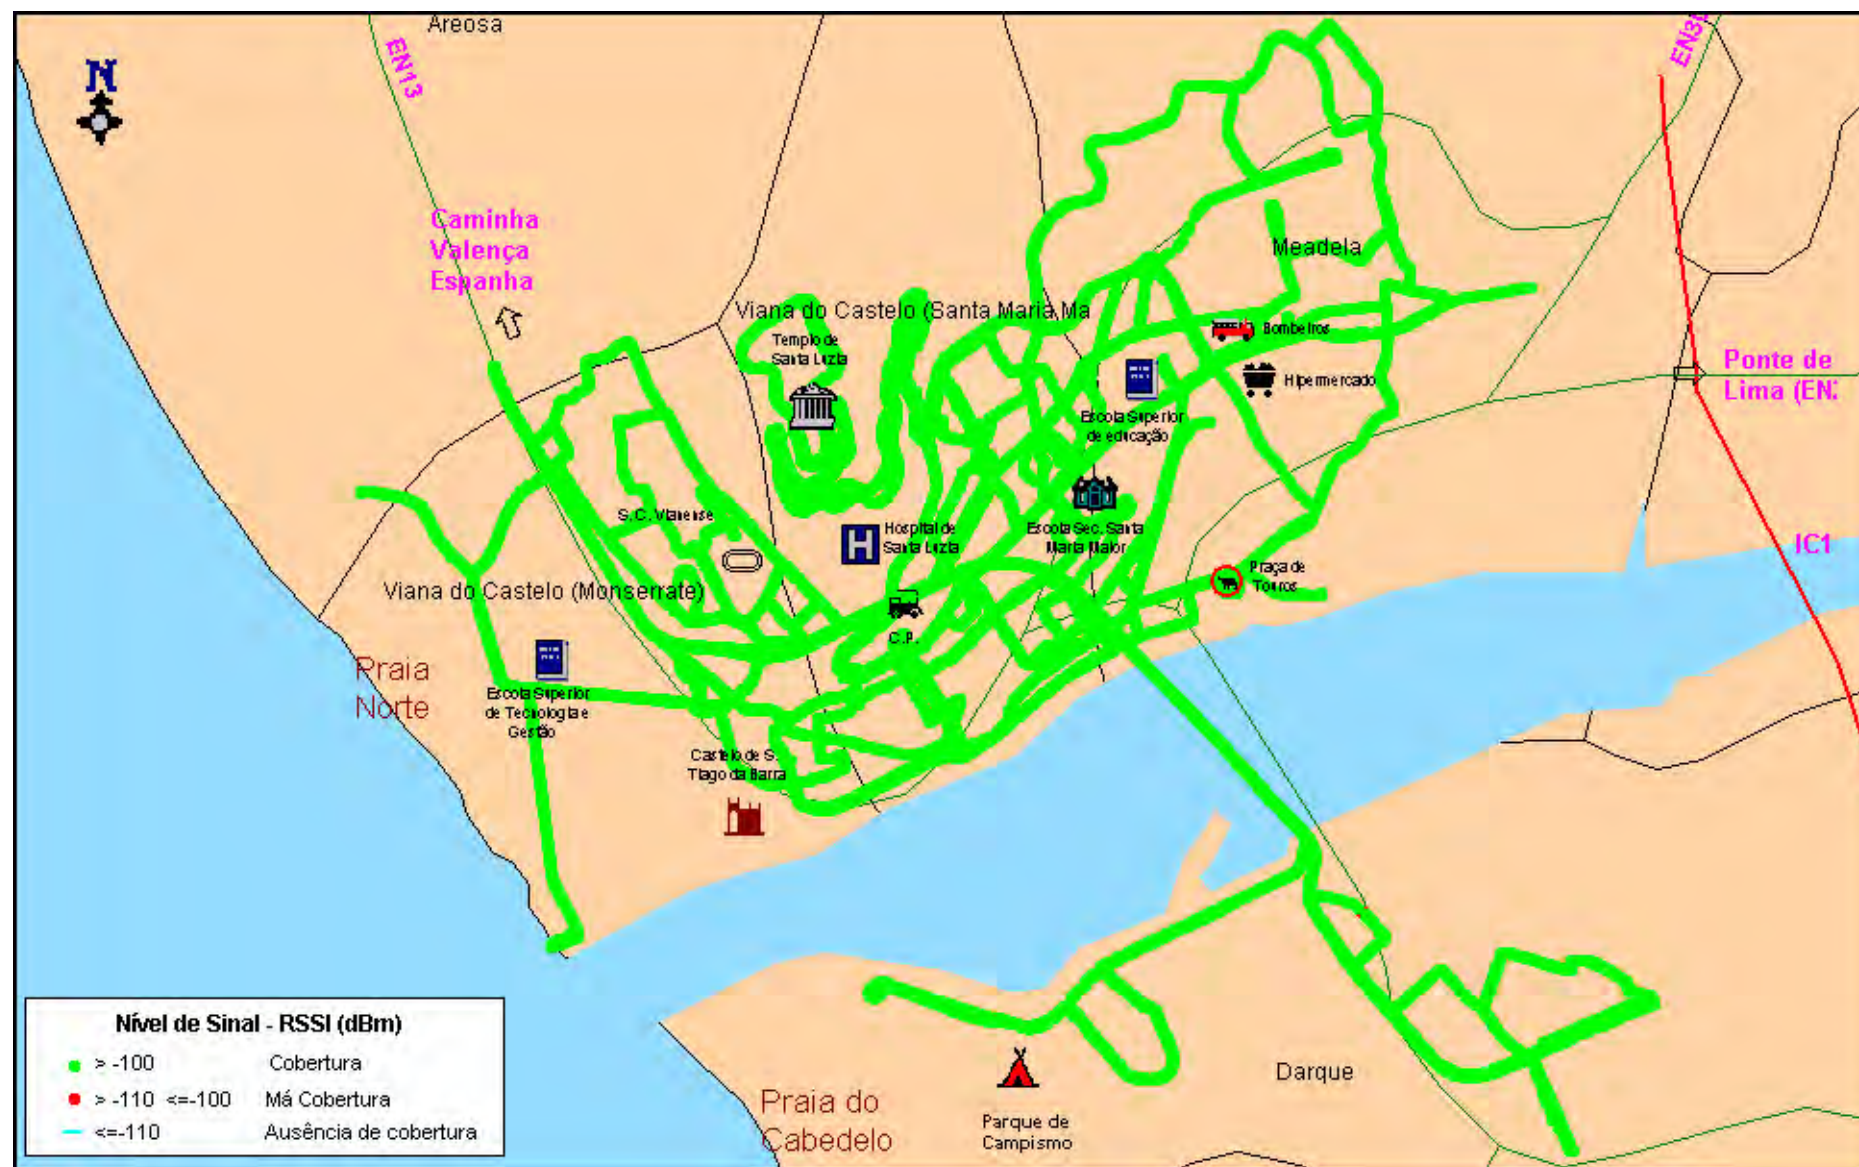 Areosa
EN13
N
Caminha
Valença
Espanha
Meadela
Viana do Castelo (Santa Maria Ma
Templo de
Santa Luzia
Bombeiros
Hipermercado
Ponte de
Lima (EN
Escola Superior
de educação
S.C. Vianense
Hospital de
Santa Luzia
H
Escola Sec. Santa
Maria Maior
IC1
Praça de
Touros
Viana do Castelo (Monserrate)
C.P.
Praia
Norte
Escola Superior
de Tecnologia e
Gestão
Castelo de S.
Tiago da Barra
Nível de Sinal - RSSI (dBm)
> -100 Cobertura
> -110 <=-100 Má Cobertura
<=-110 Ausência de cobertura
Darque
Praia do
Cabedelo
Parque de
Campismo